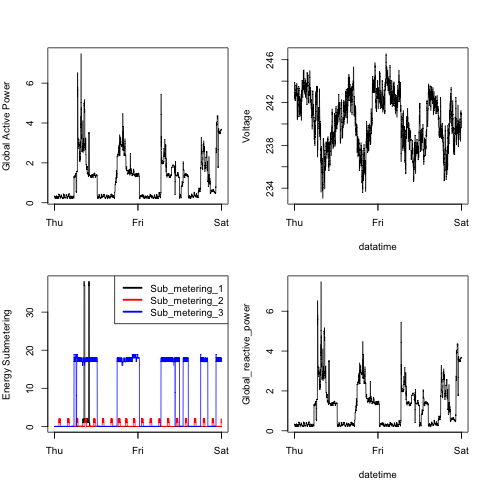 Global Active Power
0 2 4 6
Thu Fri Sat
Voltage
234 238 242 246
Thu Fri Sat
datatime
Energy Submetering
0 10 20 30
Sub_metering_1
Sub_metering_2
Sub_metering_3
Thu Fri Sat
Global_reactive_power
0 2 4 6
Thu Fri Sat
datetime